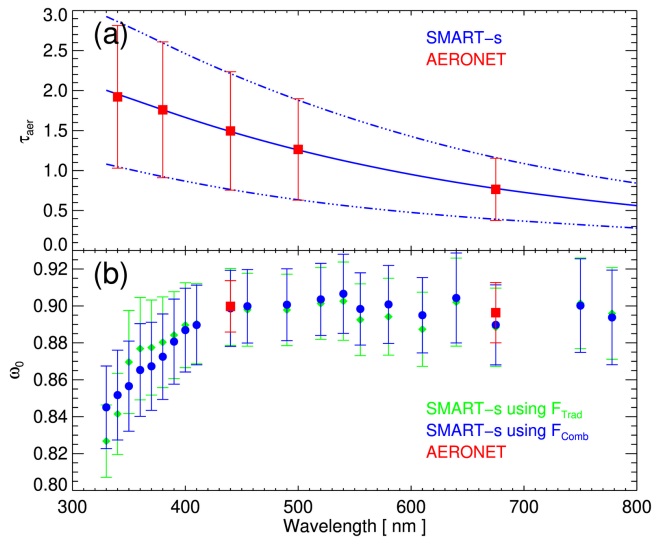 (a)
SMART-s
AERONET
3.0
2.5
2.0
1.5
1.0
0.5
0.0
τaer
(b)
0.92
0.90
0.88
0.86
0.84
0.82
0.80
ω0
SMART-s using FTrad
SMART-s using FComb
AERONET
300 400 500 600 700 800
Wavelength [ nm ]